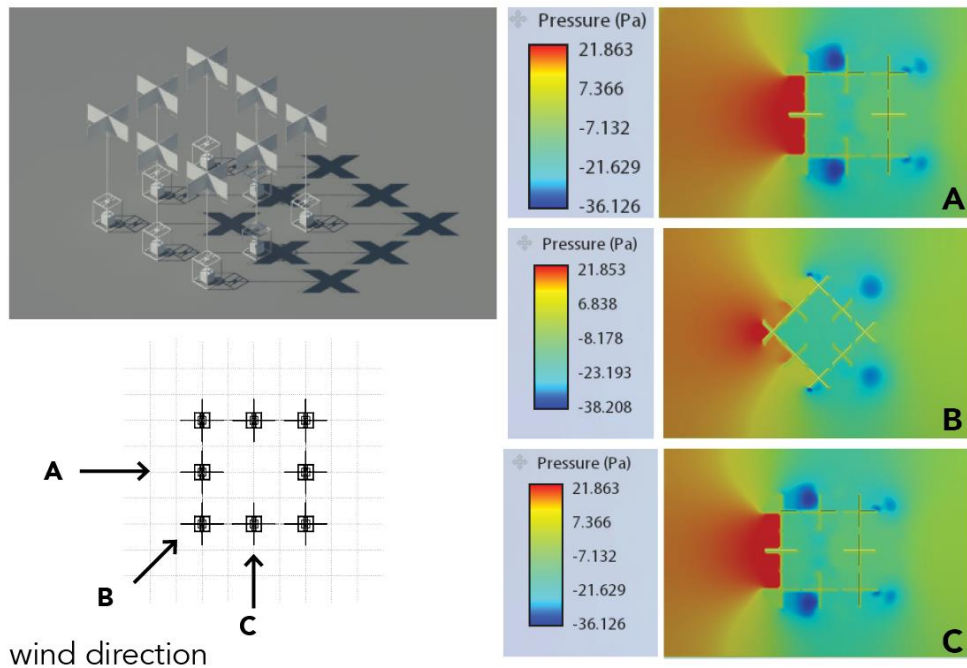 Pressure (Pa)
21.863
7.366
-7.132
-21.629
-36.126
A
Pressure (Pa)
21.853
6.838
-8.178
-23.193
-38.208
B
Pressure (Pa)
21.863
7.366
-7.132
-21.629
-36.126
C
A
B
C
wind direction